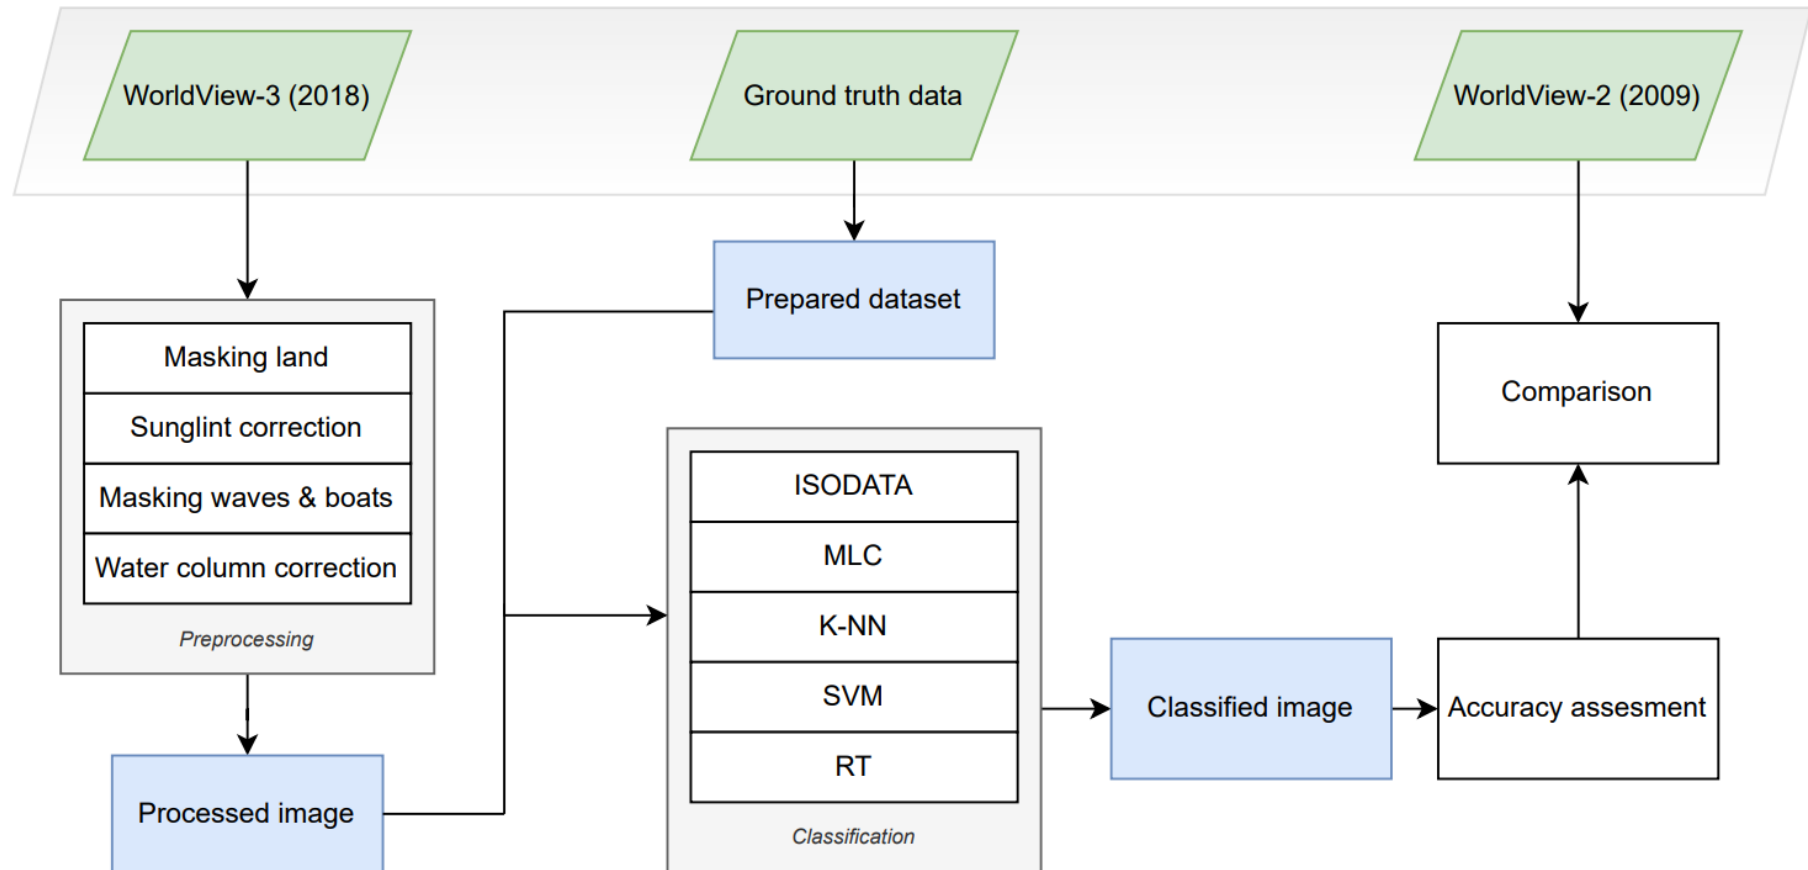 WorldView-3 (2018)
Ground truth data
WorldView-2 (2009)
Prepared dataset
Masking land
Sunglint correction
Masking waves & boats
Water column correction
Preprocessing
Processed image
ISODATA
MLC
K-NN
SVM
RT
Classification
Classified image
Accuracy assesment
Comparison